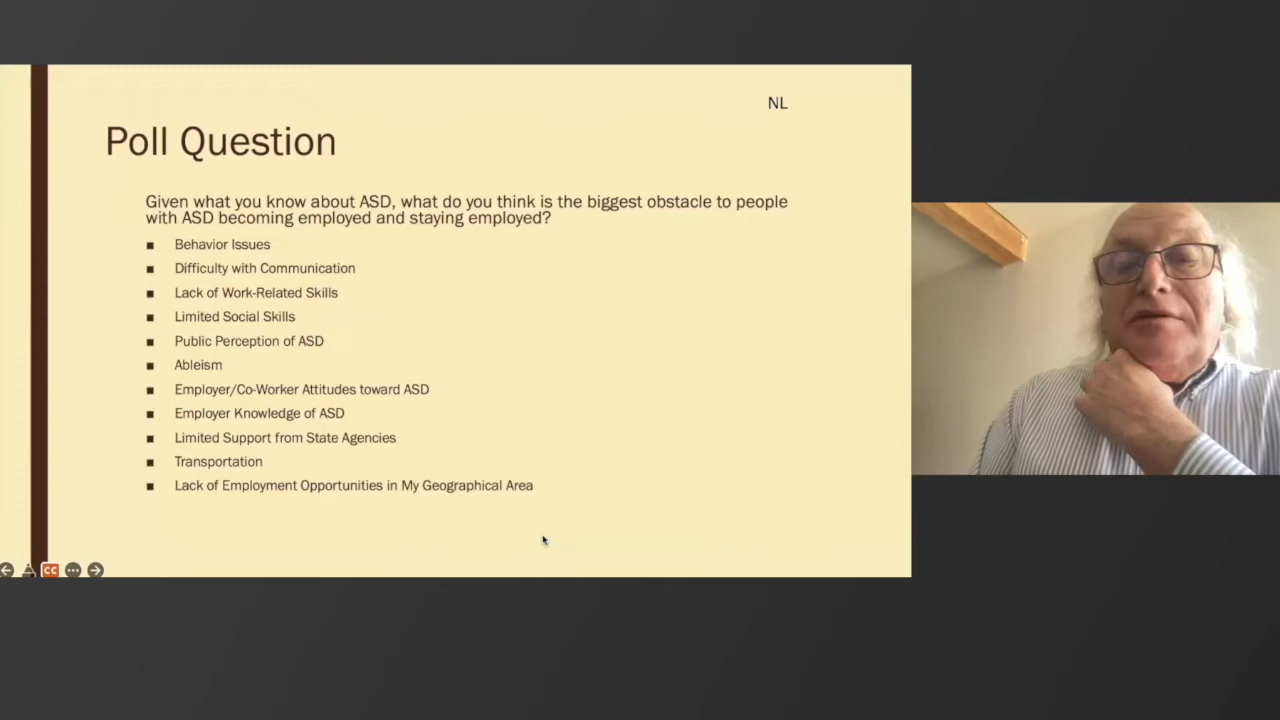 NL
Poll Question
Given what you know about ASD, what do you think is the biggest obstacle to people
with ASD becoming employed and staying employed?
■ Behavior Issues
■ Difficulty with Communication
■ Lack of Work-Related Skills
■ Limited Social Skills
■ Public Perception of ASD
■ Ableism
■ Employer/Co-Worker Attitudes toward ASD
■ Employer Knowledge of ASD
■ Limited Support from State Agencies
■ Transportation
■ Lack of Employment Opportunities in My Geographical Area
CC